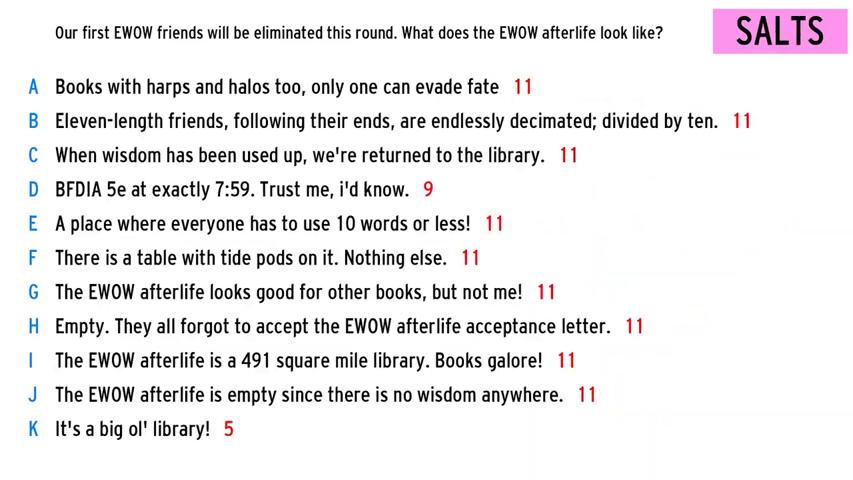 Our first EWOW friends will be eliminated this round. What does the EWOW afterlife look like?
SALTS
A Books with harps and halos too, only one can evade fate 11
B Eleven-length friends, following their ends, are endlessly decimated; divided by ten. 11
C When wisdom has been used up, we're returned to the library. 11
D BFDIA 5e at exactly 7:59. Trust me, i'd know. 9
E A place where everyone has to use 10 words or less! 11
F There is a table with tide pods on it. Nothing else. 11
G The EWOW afterlife looks good for other books, but not me! 11
H Empty. They all forgot to accept the EWOW afterlife acceptance letter. 11
I The EWOW afterlife is a 491 square mile library. Books galore! 11
J The EWOW afterlife is empty since there is no wisdom anywhere. 11
K It's a big ol' library! 5